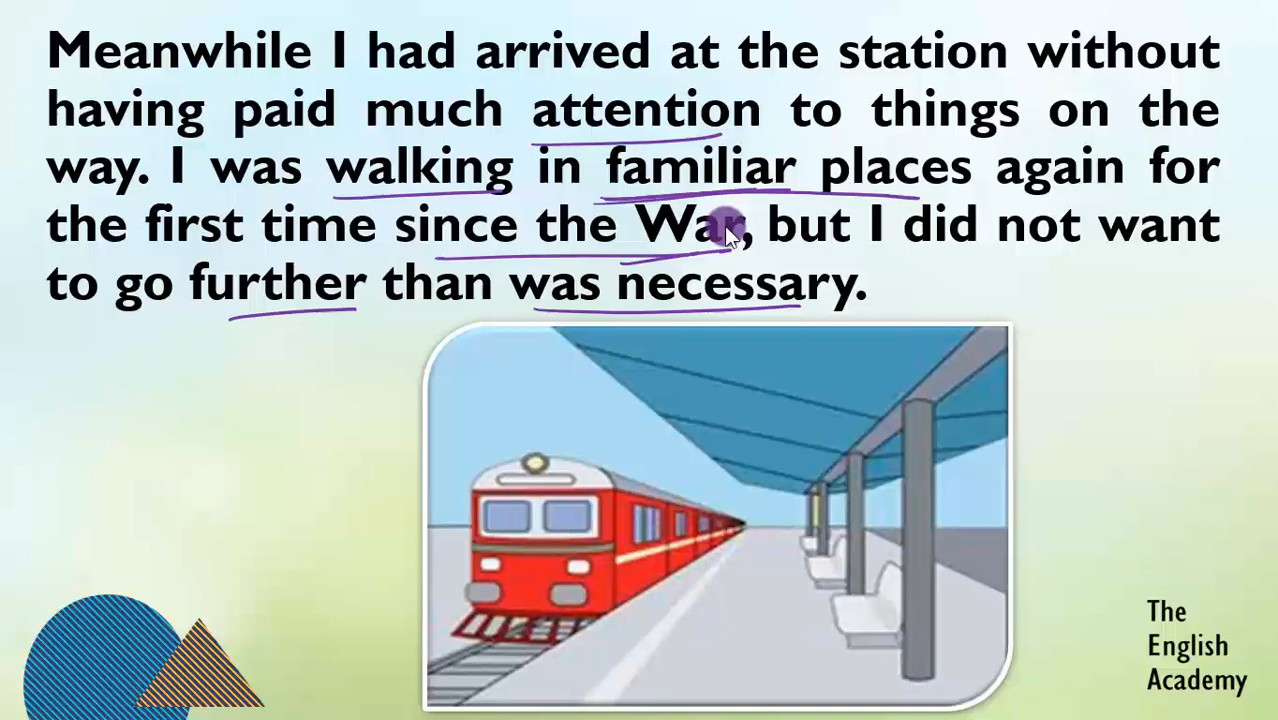 Meanwhile I had arrived at the station without
having paid much attention to things on the
way. I was walking in familiar places again for
the first time since the War, but I did not want
to go further than was necessary.
The
English
Academy